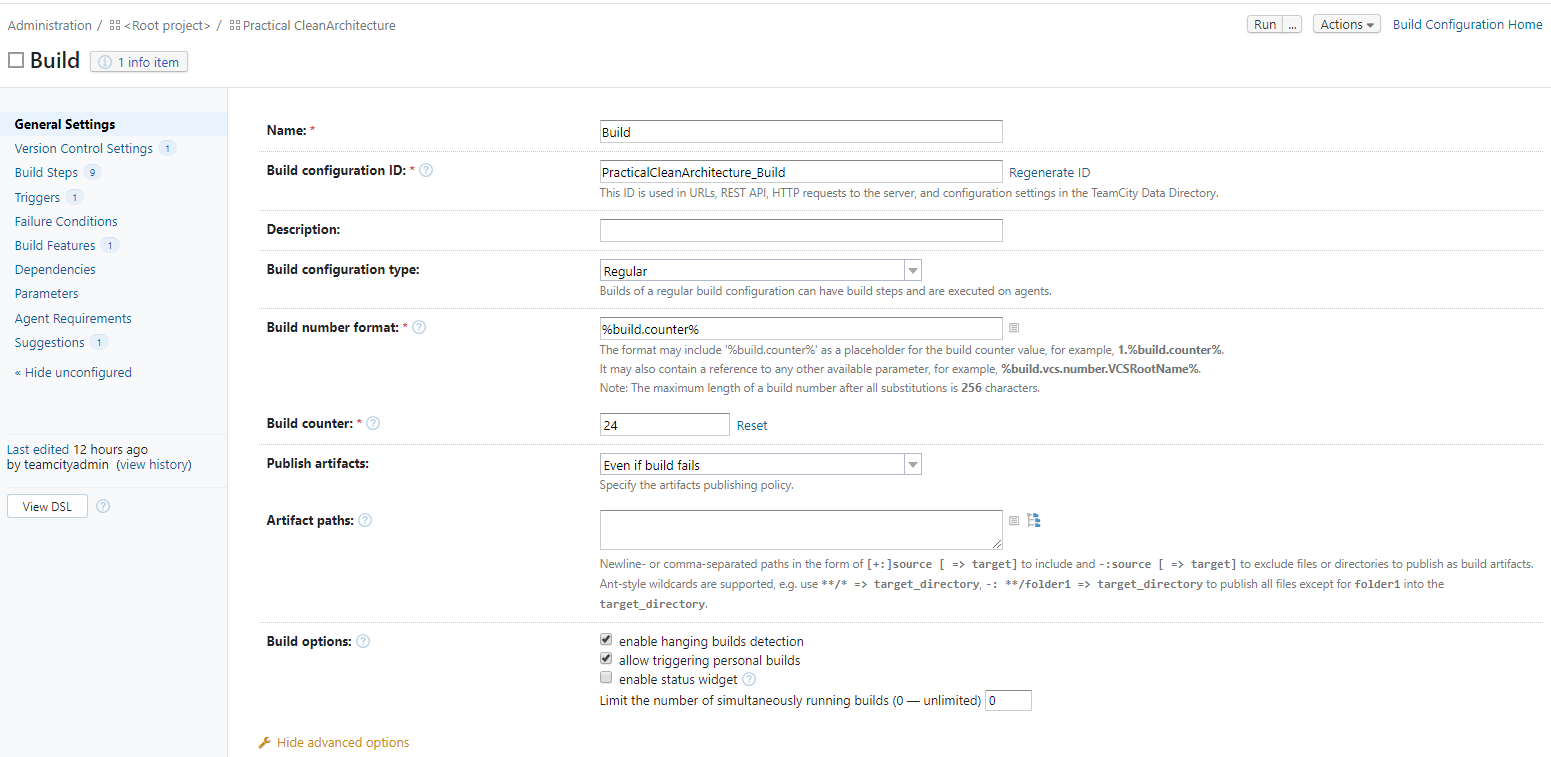 Administration / <Root project> / Practical CleanArchitecture
Run ... Actions Build Configuration Home
Build 1 info item
General Settings
Version Control Settings 1
Build Steps 9
Triggers 1
Failure Conditions
Build Features 1
Dependencies
Parameters
Agent Requirements
Suggestions 1
« Hide unconfigured
Last edited 12 hours ago
by teamcityadmin (view history)
View DSL ?
Name: *
Build
Build configuration ID: * ?
PracticalCleanArchitecture_Build Regenerate ID
This ID is used in URLs, REST API, HTTP requests to the server, and configuration settings in the TeamCity Data Directory.
Description:
Build configuration type:
Regular
Builds of a regular build configuration can have build steps and are executed on agents.
Build number format: * ?
%build.counter%
The format may include '%build.counter%' as a placeholder for the build counter value, for example, 1.%build.counter%.
It may also contain a reference to any other available parameter, for example, %build.vcs.number.VCSRootName%.
Note: The maximum length of a build number after all substitutions is 256 characters.
Build counter: * ?
24 Reset
Publish artifacts:
Even if build fails
Specify the artifacts publishing policy.
Artifact paths: ?
Newline- or comma-separated paths in the form of [+:]source [ => target] to include and -:source [ => target] to exclude files or directories to publish as build artifacts.
Ant-style wildcards are supported, e.g. use **/* => target_directory, -: **/folder1 => target_directory to publish all files except for folder1 into the
target_directory.
Build options: ?
enable hanging builds detection
allow triggering personal builds
enable status widget ?
Limit the number of simultaneously running builds (0 — unlimited) 0
Hide advanced options